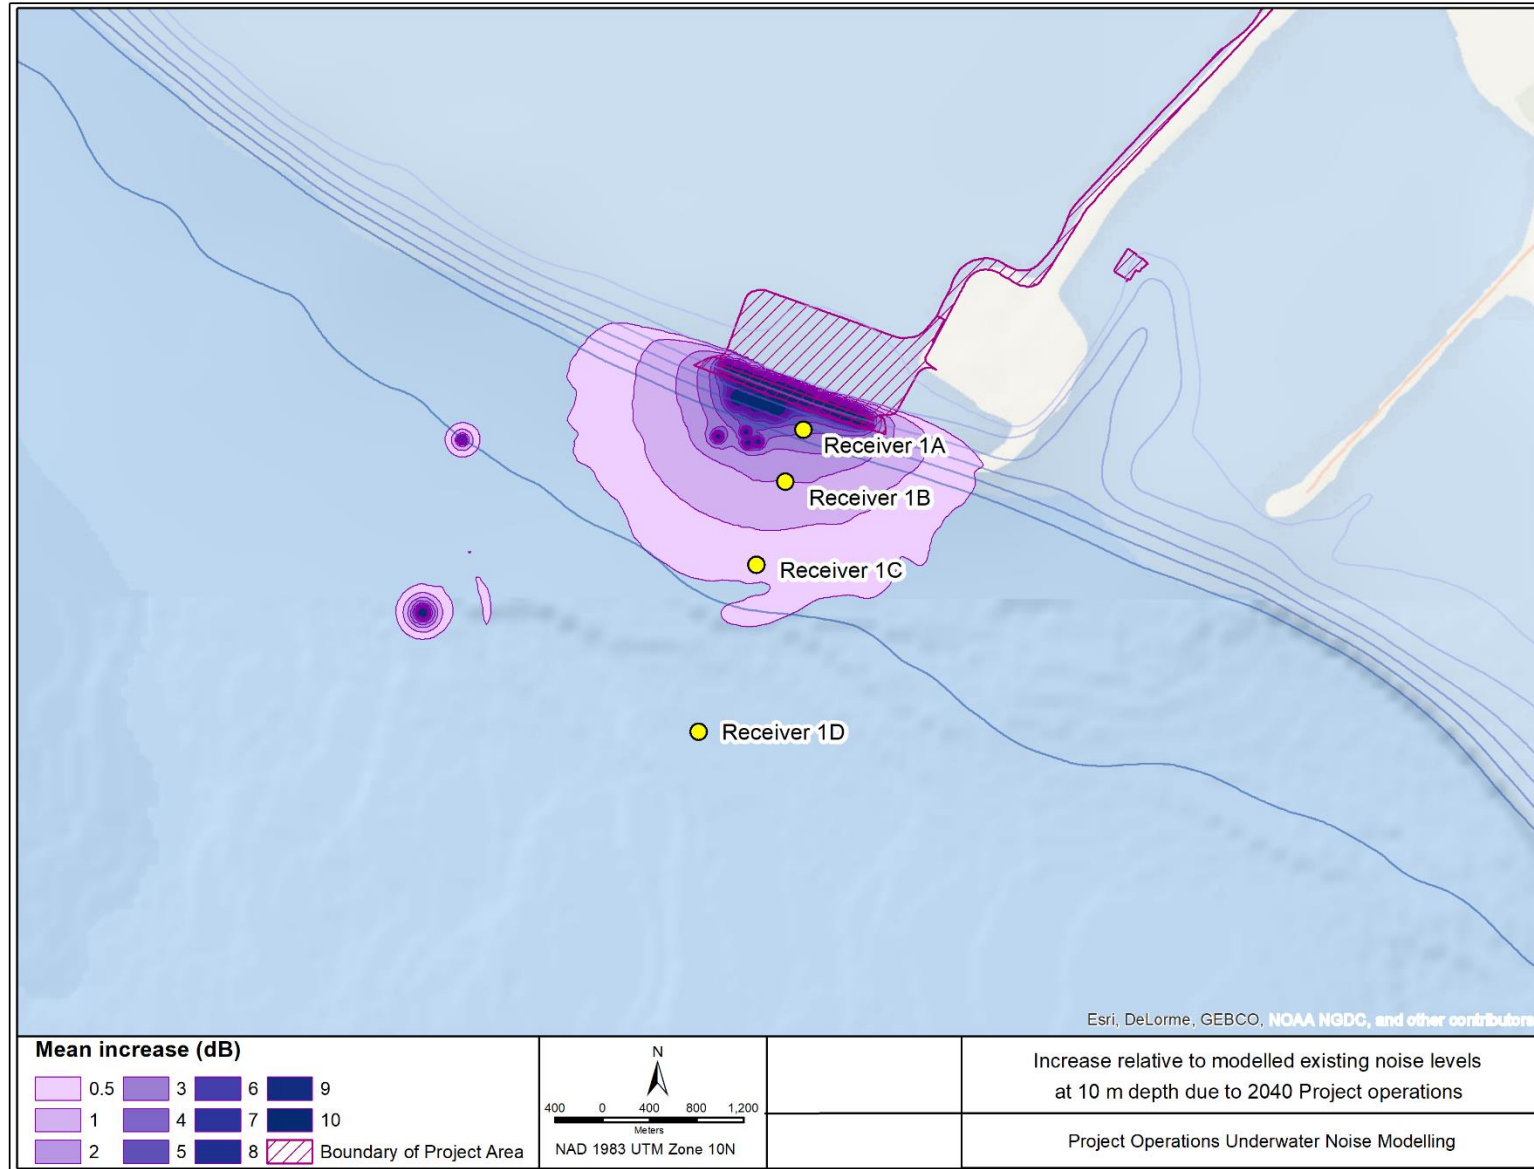 Receiver 1A
Receiver 1B
Receiver 1C
Receiver 1D
Esri, DeLorme, GEBCO, NOAA NGDC, and other contributors
Mean increase (dB)
0.5 3 6 9
1 4 7 10
2 5 8 Boundary of Project Area
N
400 0 400 800 1,200
Meters
NAD 1983 UTM Zone 10N
Increase relative to modelled existing noise levels
at 10 m depth due to 2040 Project operations
Project Operations Underwater Noise Modelling